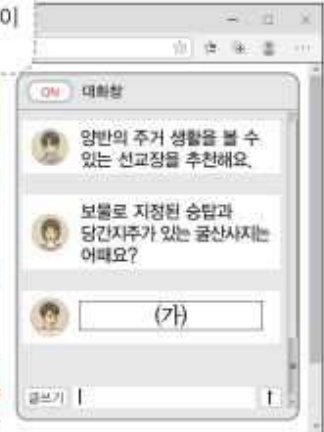 이
ON 대화창
양반의 주거 생활을 볼 수
있는 선교장을 추천해요.
보물로 지정된 승탑과
당간지주가 있는 굴산사지는
어때요?
(가)
글쓰기